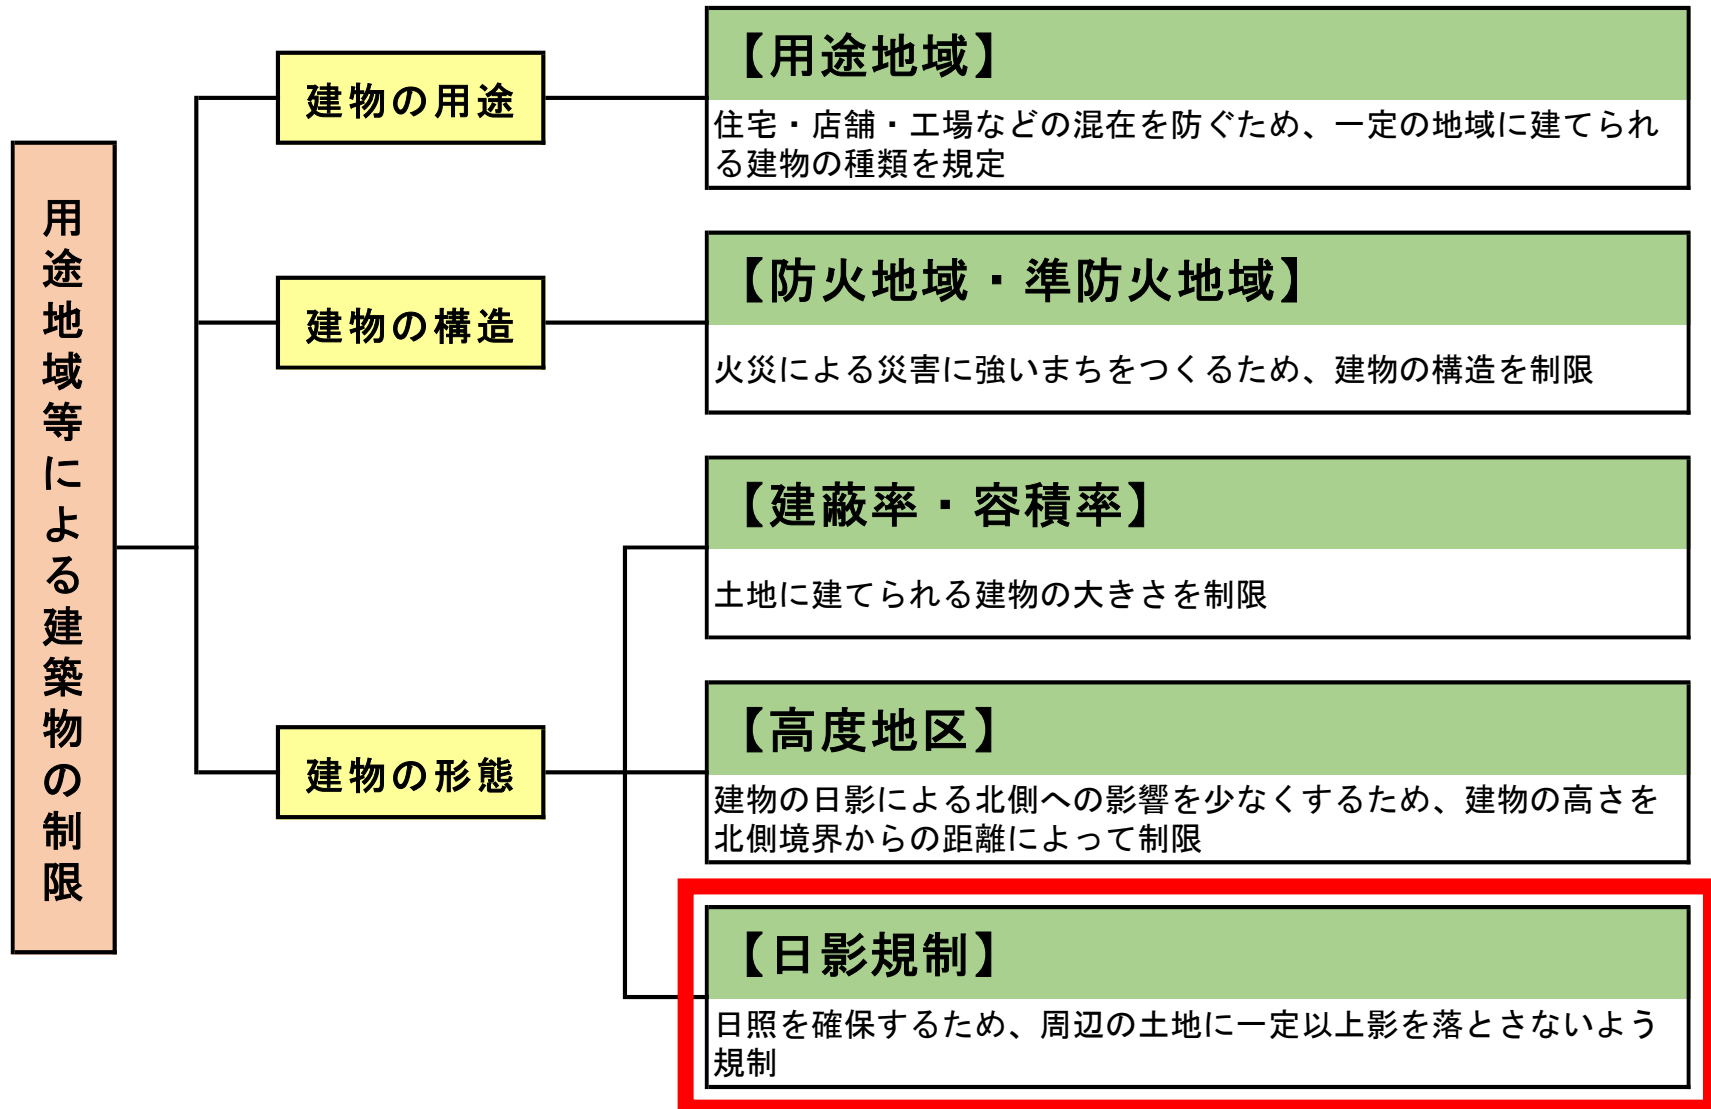 用途地域等による建築物の制限
建物の用途
【用途地域】
住宅・店舗・工場などの混在を防ぐため、一定の地域に建てられ
る建物の種類を規定
建物の構造
【防火地域・準防火地域】
火災による災害に強いまちをつくるため、建物の構造を制限
建物の形態
【建蔽率・容積率】
土地に建てられる建物の大きさを制限
【高度地区】
建物の日影による北側への影響を少なくするため、建物の高さを
北側境界からの距離によって制限
【日影規制】
日照を確保するため、周辺の土地に一定以上影を落とさないよう
規制